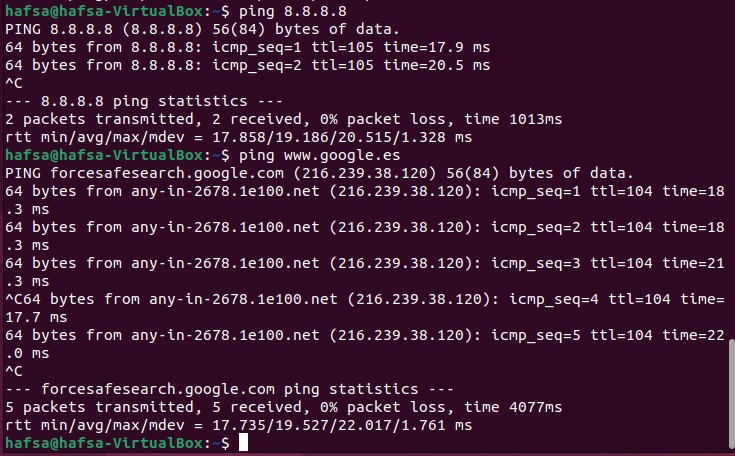 hafsa@hafsa-VirtualBox:~$ ping 8.8.8.8
PING 8.8.8.8 (8.8.8.8) 56(84) bytes of data.
64 bytes from 8.8.8.8: icmp_seq=1 ttl=105 time=17.9 ms
64 bytes from 8.8.8.8: icmp_seq=2 ttl=105 time=20.5 ms
^C
--- 8.8.8.8 ping statistics ---
2 packets transmitted, 2 received, 0% packet loss, time 1013ms
rtt min/avg/max/mdev = 17.858/19.186/20.515/1.328 ms
hafsa@hafsa-VirtualBox:~$ ping www.google.es
PING forcesafesearch.google.com (216.239.38.120) 56(84) bytes of data.
64 bytes from any-in-2678.1e100.net (216.239.38.120): icmp_seq=1 ttl=104 time=18
.3 ms
64 bytes from any-in-2678.1e100.net (216.239.38.120): icmp_seq=2 ttl=104 time=18
.3 ms
64 bytes from any-in-2678.1e100.net (216.239.38.120): icmp_seq=3 ttl=104 time=21
.3 ms
^C64 bytes from any-in-2678.1e100.net (216.239.38.120): icmp_seq=4 ttl=104 time=
17.7 ms
64 bytes from any-in-2678.1e100.net (216.239.38.120): icmp_seq=5 ttl=104 time=22
.0 ms
^C
--- forcesafesearch.google.com ping statistics ---
5 packets transmitted, 5 received, 0% packet loss, time 4077ms
rtt min/avg/max/mdev = 17.735/19.527/22.017/1.761 ms
hafsa@hafsa-VirtualBox:~$